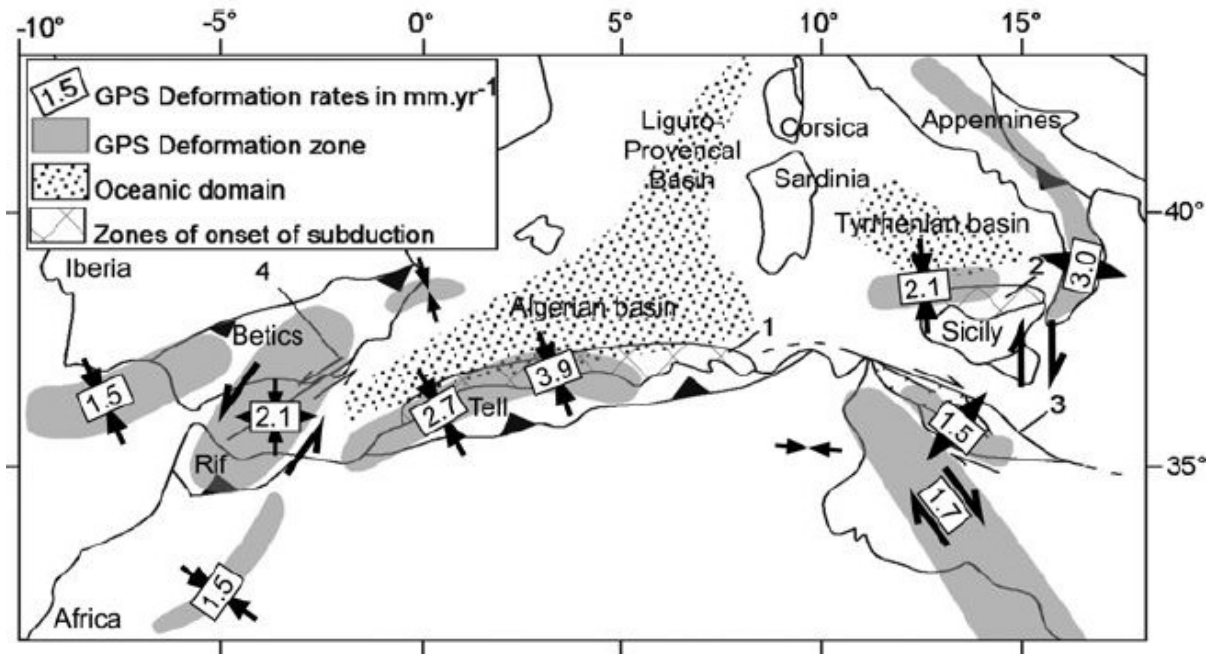 -10° -5° 0° 5° 10° 15°
1.5 GPS Deformation rates in mm.yr-1
GPS Deformation zone
Oceanic domain
Zones of onset of subduction
Liguro-
Provencal
Basin
Corsica
Appennines
Sardinia
40°
Tyrrhenian basin
Iberia
4
2
3.0
2.1
Algerian basin
Sicily
Betics
1
3.9
1.5
2.7
Tell
2.1
3
1.5
Rif
35°
1.7
1.5
Africa